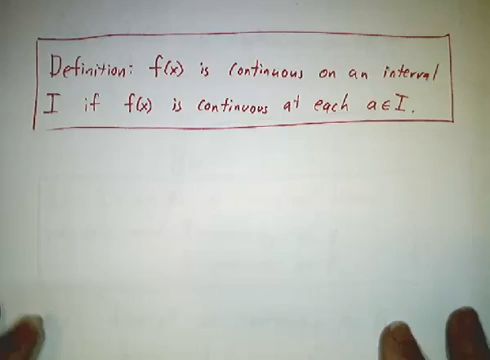 Definition: f(x) is continuous on an interval
I if f(x) is continuous at each a∈I.